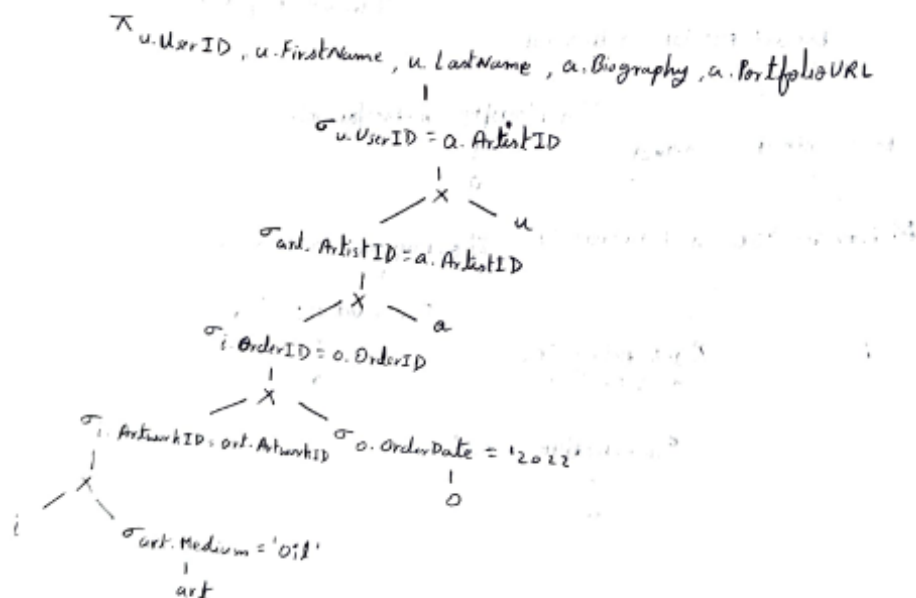 π u.UserID, u.FirstName, u.LastName, a.Biography, a.PortfolioURL
σ u.UserID = a.ArtistID
×
u
σ art.ArtistID = a.ArtistID
×
a
σ i.OrderID = o.OrderID
×
σ i.ArtworkID = art.ArtworkID σ o.OrderDate = '2022'
× o
i
σ art.Medium = 'Oil'
art